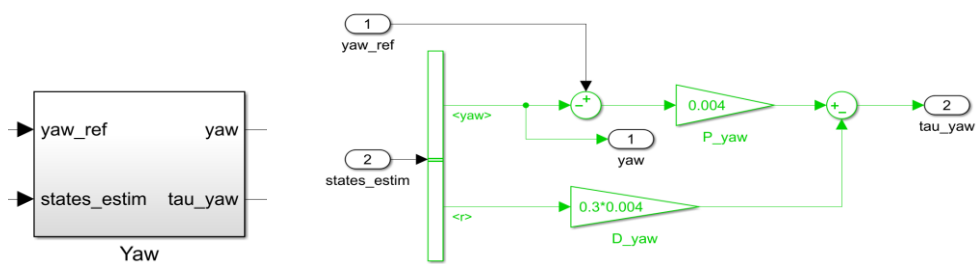 yaw_ref
yaw
states_estim
tau_yaw
Yaw
1
yaw_ref
<yaw>
2
states_estim
<r>
−
+
0.004
P_yaw
1
yaw
0.3*0.004
D_yaw
+
−
2
tau_yaw